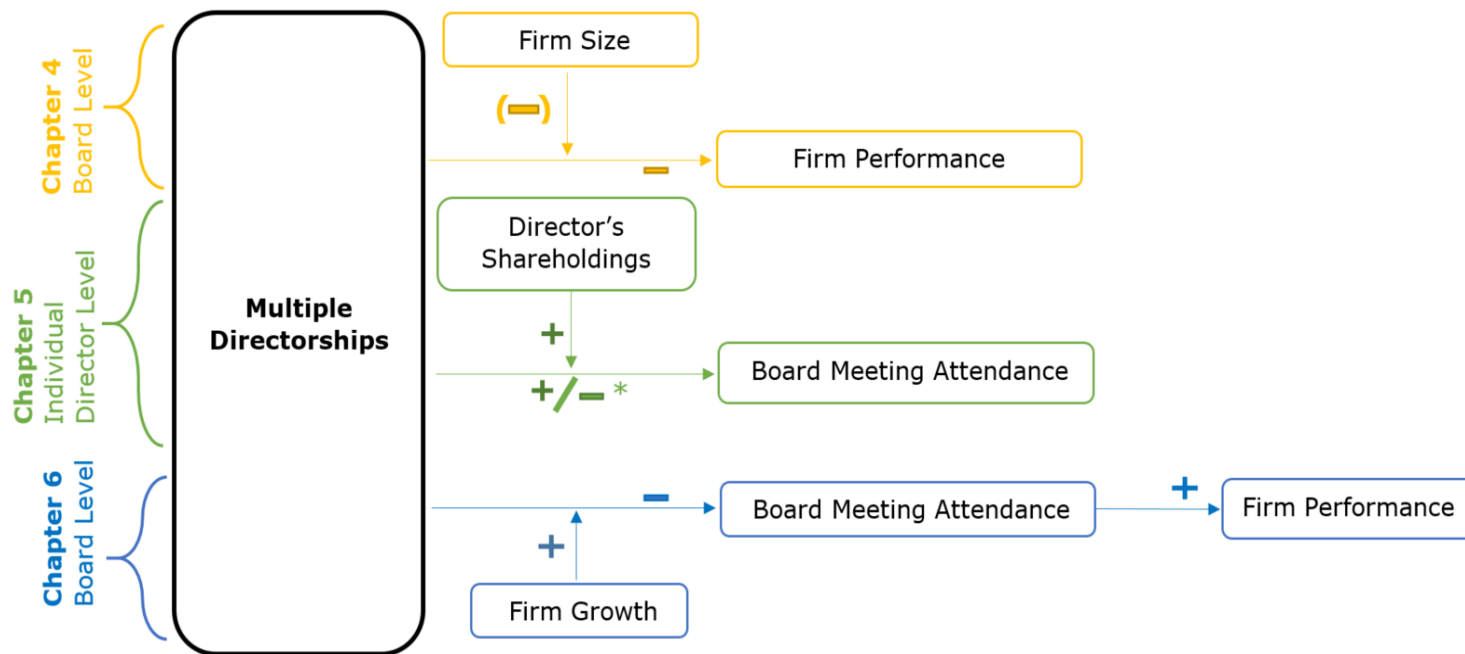 Chapter 4
Board Level
Chapter 5
Individual
Director Level
Chapter 6
Board Level
Multiple
Directorships
Firm Size
(−)
−
Firm Performance
Director’s
Shareholdings
+
+/− *
Board Meeting Attendance
−
Board Meeting Attendance
+
Firm Performance
+
Firm Growth